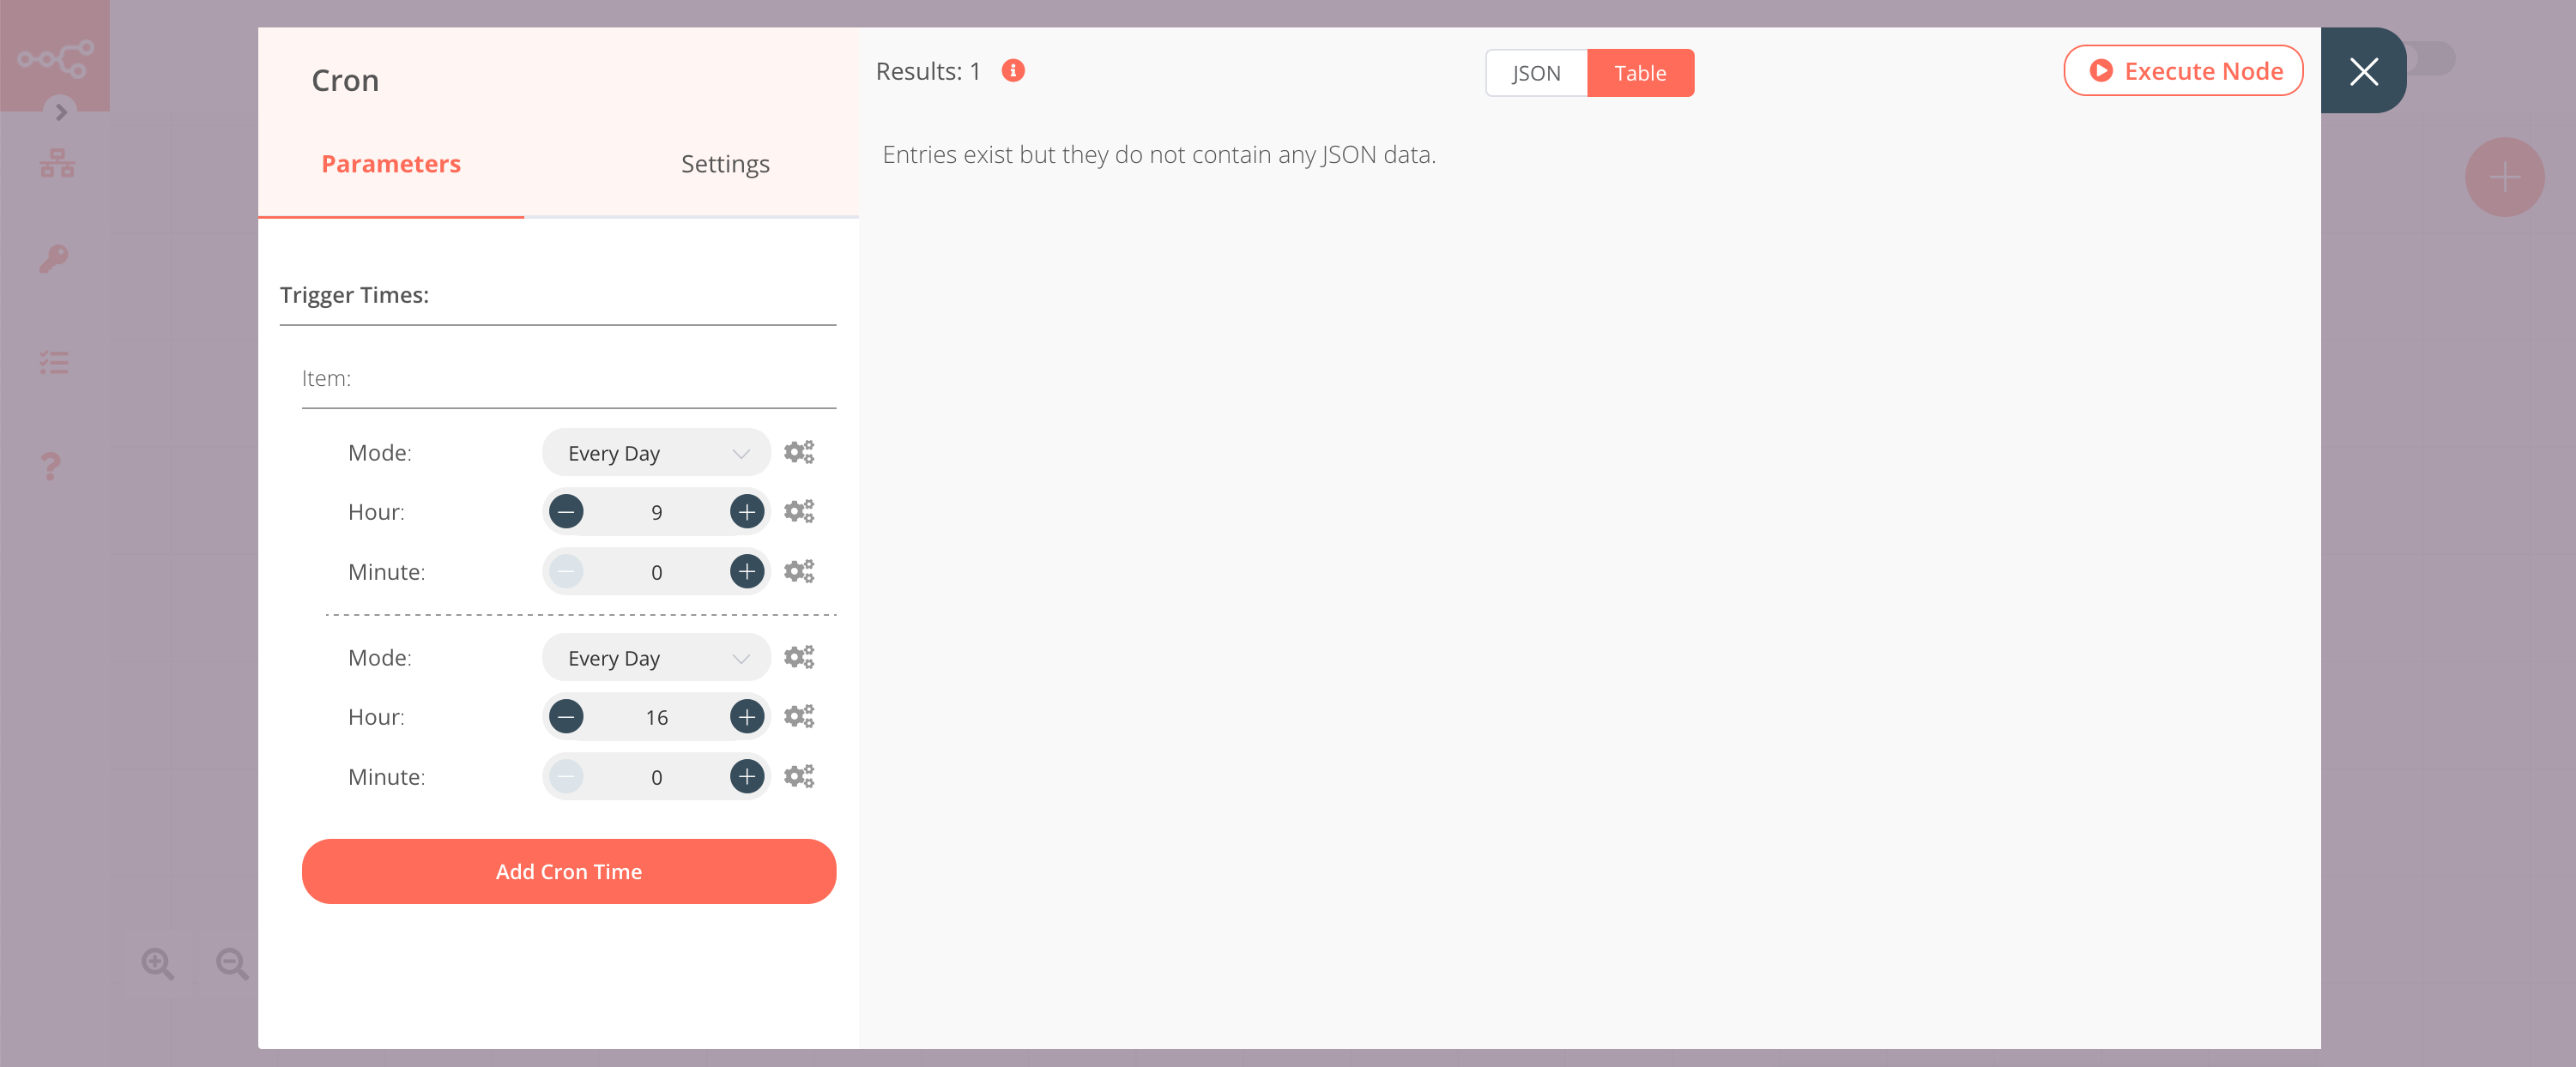 Cron
Parameters
Settings
Trigger Times:
Item:
Mode:
Every Day
Hour:
9
Minute:
0
Mode:
Every Day
Hour:
16
Minute:
0
Add Cron Time
Results: 1
JSON
Table
Execute Node
Entries exist but they do not contain any JSON data.